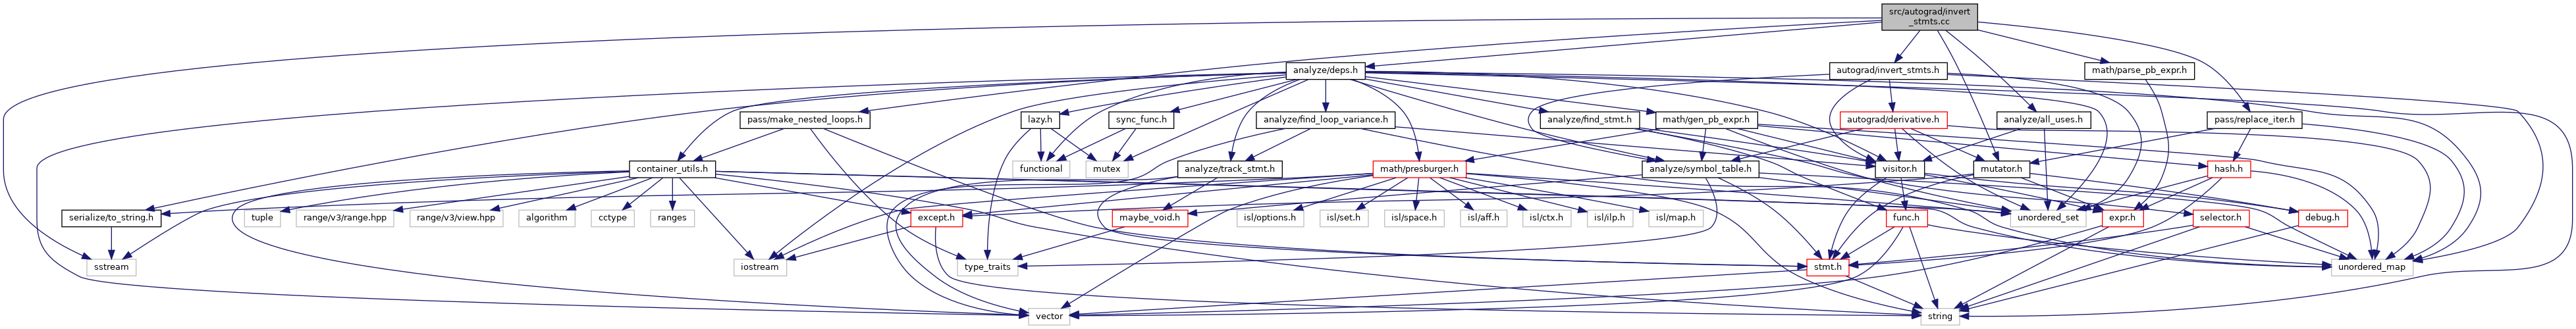 src/autograd/invert
_stmts.cc
analyze/deps.h
autograd/invert_stmts.h
math/parse_pb_expr.h
pass/make_nested_loops.h
lazy.h
sync_func.h
analyze/find_loop_variance.h
analyze/find_stmt.h
math/gen_pb_expr.h
autograd/derivative.h
analyze/all_uses.h
pass/replace_iter.h
functional
mutex
container_utils.h
analyze/track_stmt.h
math/presburger.h
analyze/symbol_table.h
visitor.h
mutator.h
hash.h
serialize/to_string.h
tuple
range/v3/range.hpp
range/v3/view.hpp
algorithm
cctype
ranges
except.h
maybe_void.h
isl/options.h
isl/set.h
isl/space.h
isl/aff.h
isl/ctx.h
isl/ilp.h
isl/map.h
func.h
unordered_set
expr.h
selector.h
debug.h
sstream
iostream
type_traits
stmt.h
unordered_map
vector
string